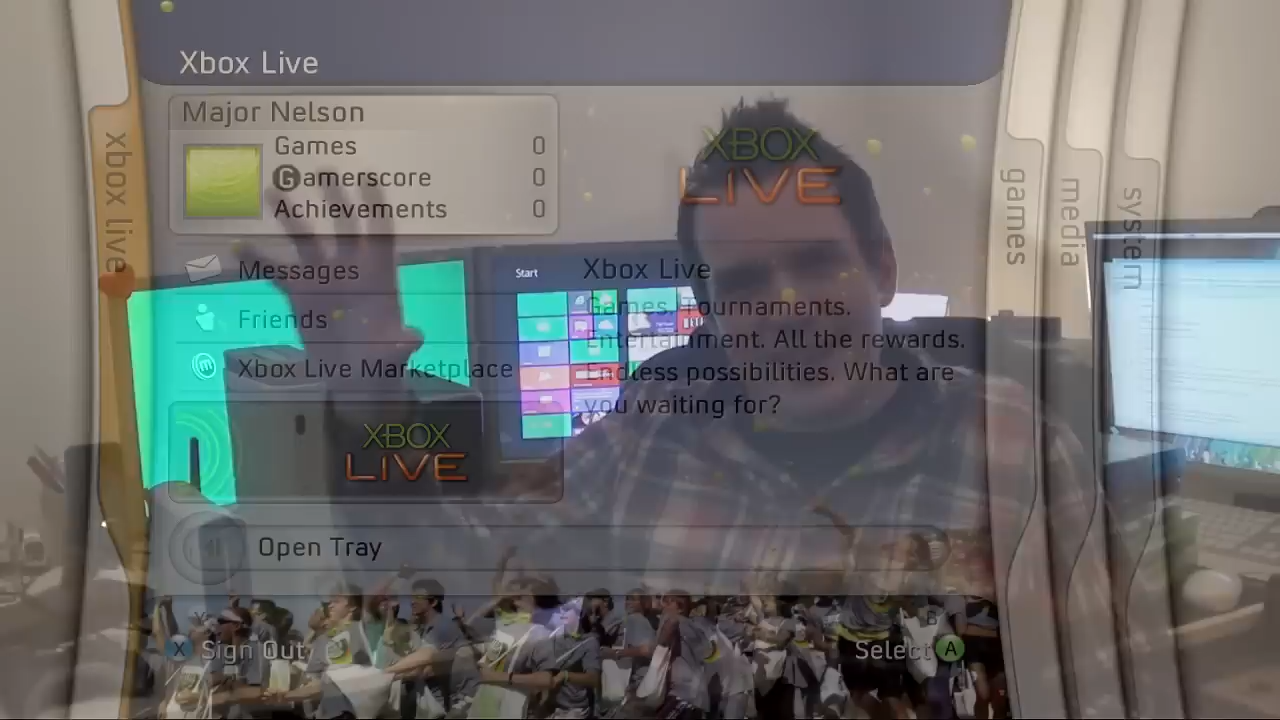 Xbox Live
Major Nelson
Games 0
Gamerscore 0
Achievements 0
xbox live
games
media
system
XBOX
LIVE
Messages
Friends
Xbox Live Marketplace
Start
Xbox Live
Games. Tournaments.
Entertainment. All the rewards.
Endless possibilities. What are
you waiting for?
XBOX
LIVE
Open Tray
Y
B
X Sign Out
Select A